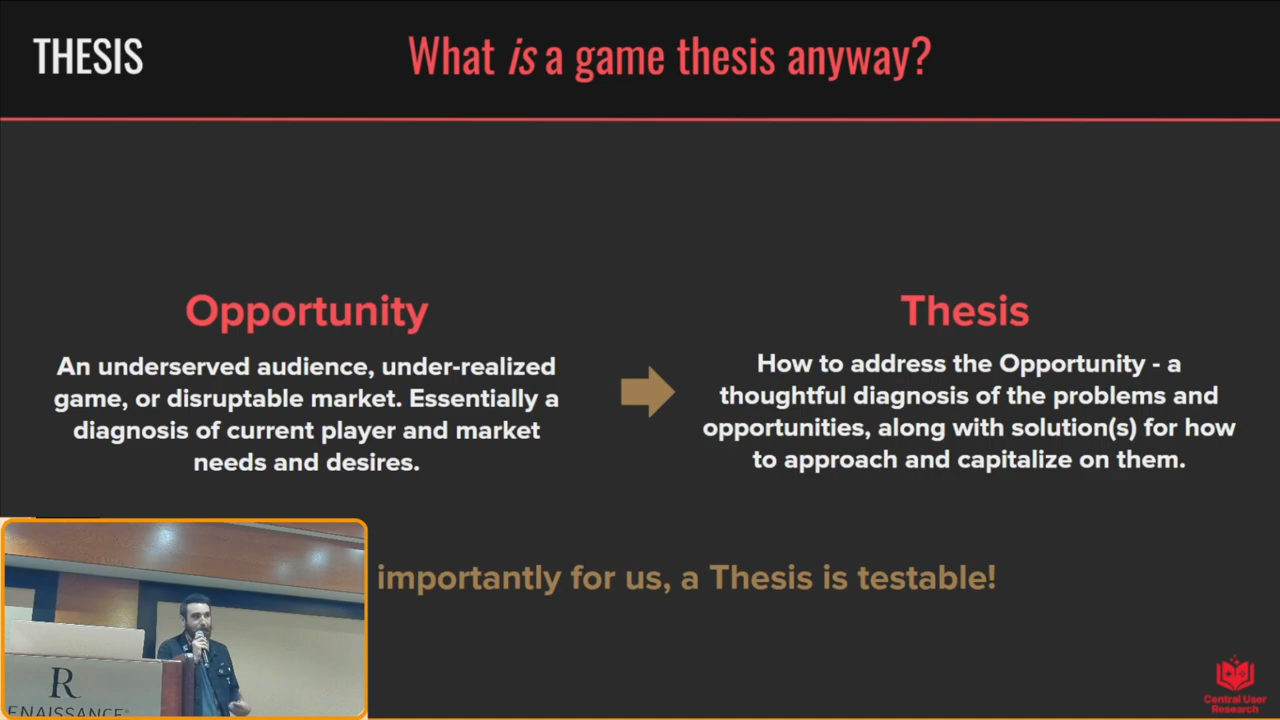 THESIS
What is a game thesis anyway?
Opportunity
An underserved audience, under-realized
game, or disruptable market. Essentially a
diagnosis of current player and market
needs and desires.
Thesis
How to address the Opportunity - a
thoughtful diagnosis of the problems and
opportunities, along with solution(s) for how
to approach and capitalize on them.
importantly for us, a Thesis is testable!
R
ENAISSANCE
Central User
Research